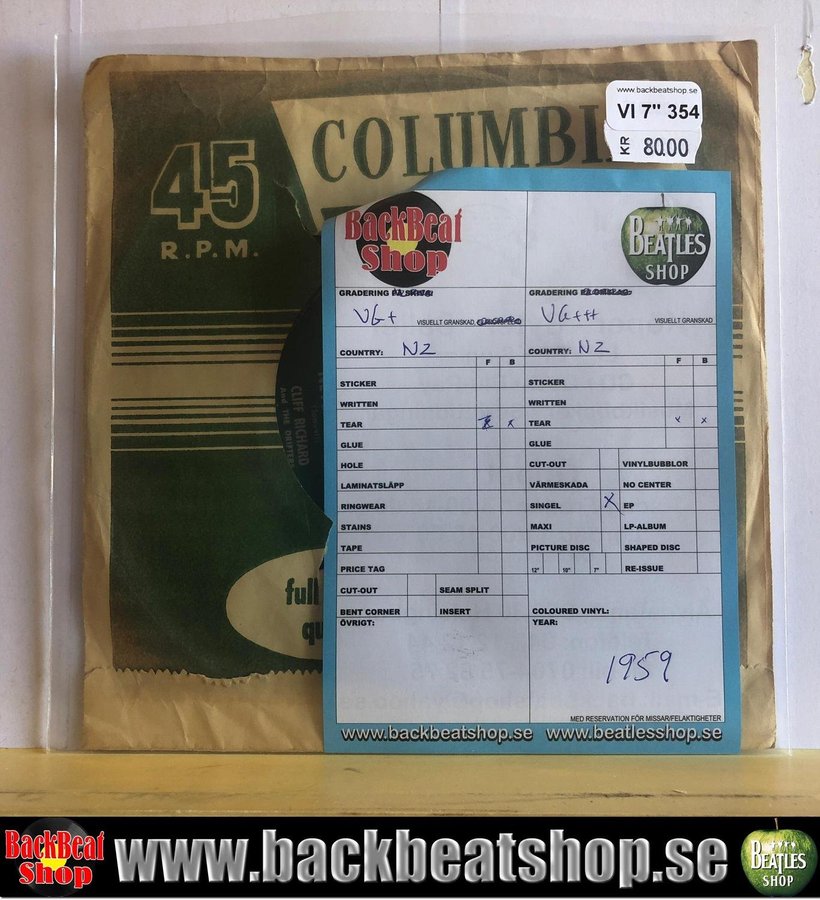 www.backbeatshop.se
VI 7" 354
KR 80.00
45
R.P.M.
COLUMBI
BackBeat
Shop
BEATLES
SHOP
GRADERING
VG+ VISUELLT GRANSKAD
COUNTRY: NZ
F B
STICKER
WRITTEN
TEAR x
GLUE
HOLE
LAMINATSLÄPP
RINGWEAR
STAINS
TAPE
PRICE TAG
CUT-OUT SEAM SPLIT
BENT CORNER INSERT
ÖVRIGT:
GRADERING
VG+++ VISUELLT GRANSKAD
COUNTRY: NZ
F B
STICKER
WRITTEN
TEAR x x
GLUE
CUT-OUT VINYLBUBBLOR
VÄRMESKADA NO CENTER
SINGEL X EP
MAXI LP-ALBUM
PICTURE DISC SHAPED DISC
12" 10" 7" RE-ISSUE
COLOURED VINYL:
YEAR:
1959
MED RESERVATION FÖR MISSAR/FELAKTIGHETER
www.backbeatshop.se www.beatlesshop.se
CLIFF RICHARD
And THE DRIFTERS
full
qu
BackBeat
Shop
www.backbeatshop.se
BEATLES
SHOP